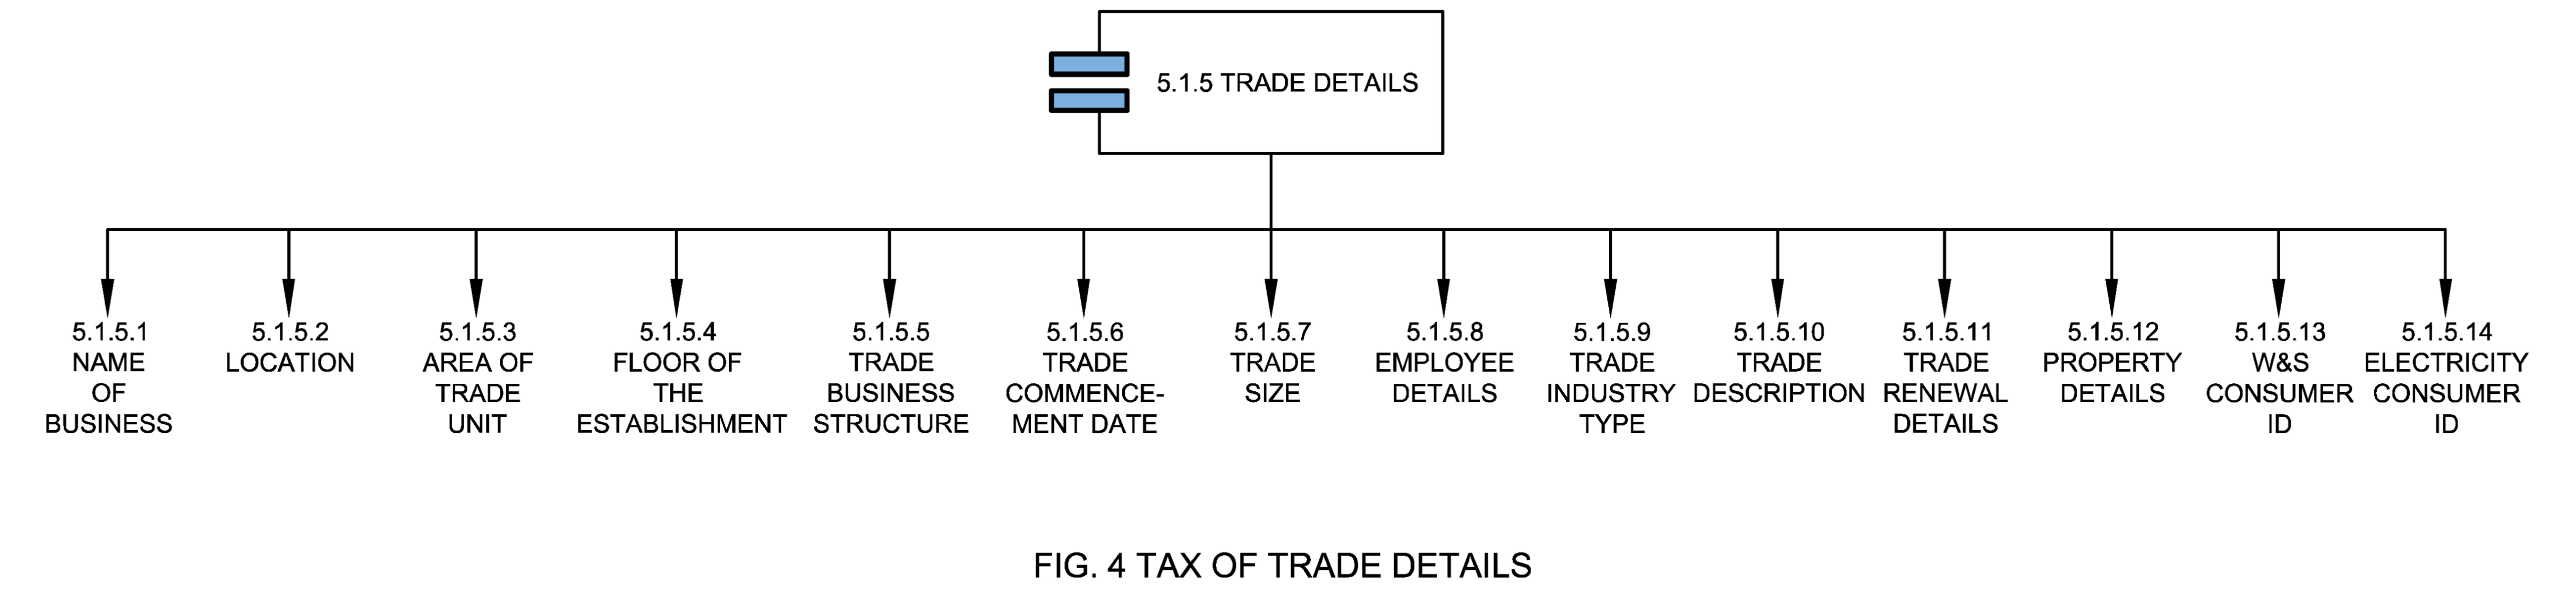 5.1.5 TRADE DETAILS
5.1.5.1
NAME
OF
BUSINESS
5.1.5.2
LOCATION
5.1.5.3
AREA OF
TRADE
UNIT
5.1.5.4
FLOOR OF
THE
ESTABLISHMENT
5.1.5.5
TRADE
BUSINESS
STRUCTURE
5.1.5.6
TRADE
COMMENCE-
MENT DATE
5.1.5.7
TRADE
SIZE
5.1.5.8
EMPLOYEE
DETAILS
5.1.5.9
TRADE
INDUSTRY
TYPE
5.1.5.10
TRADE
DESCRIPTION
5.1.5.11
TRADE
RENEWAL
DETAILS
5.1.5.12
PROPERTY
DETAILS
5.1.5.13
W&S
CONSUMER
ID
5.1.5.14
ELECTRICITY
CONSUMER
ID
FIG. 4 TAX OF TRADE DETAILS